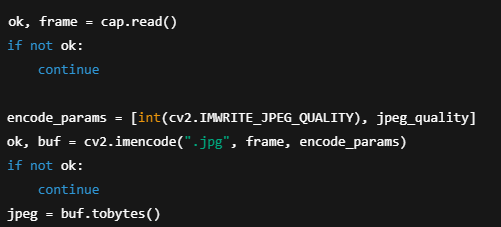 ok, frame = cap.read()
if not ok:
    continue

encode_params = [int(cv2.IMWRITE_JPEG_QUALITY), jpeg_quality]
ok, buf = cv2.imencode(".jpg", frame, encode_params)
if not ok:
    continue
jpeg = buf.tobytes()